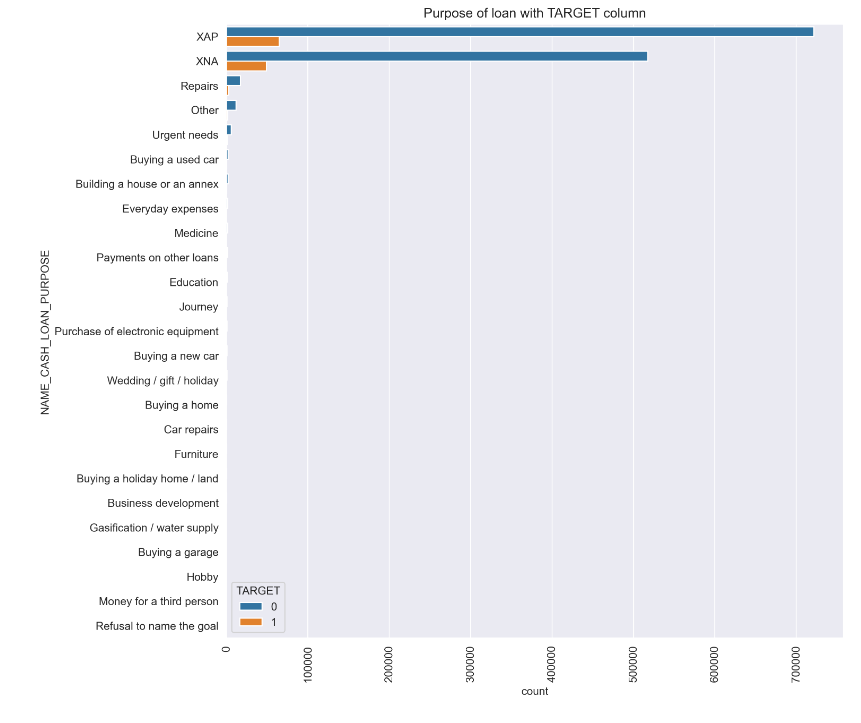 Purpose of loan with TARGET column
NAME_CASH_LOAN_PURPOSE
XAP
XNA
Repairs
Other
Urgent needs
Buying a used car
Building a house or an annex
Everyday expenses
Medicine
Payments on other loans
Education
Journey
Purchase of electronic equipment
Buying a new car
Wedding / gift / holiday
Buying a home
Car repairs
Furniture
Buying a holiday home / land
Business development
Gasification / water supply
Buying a garage
Hobby
Money for a third person
Refusal to name the goal
TARGET
0
1
0
100000
200000
300000
400000
500000
600000
700000
count